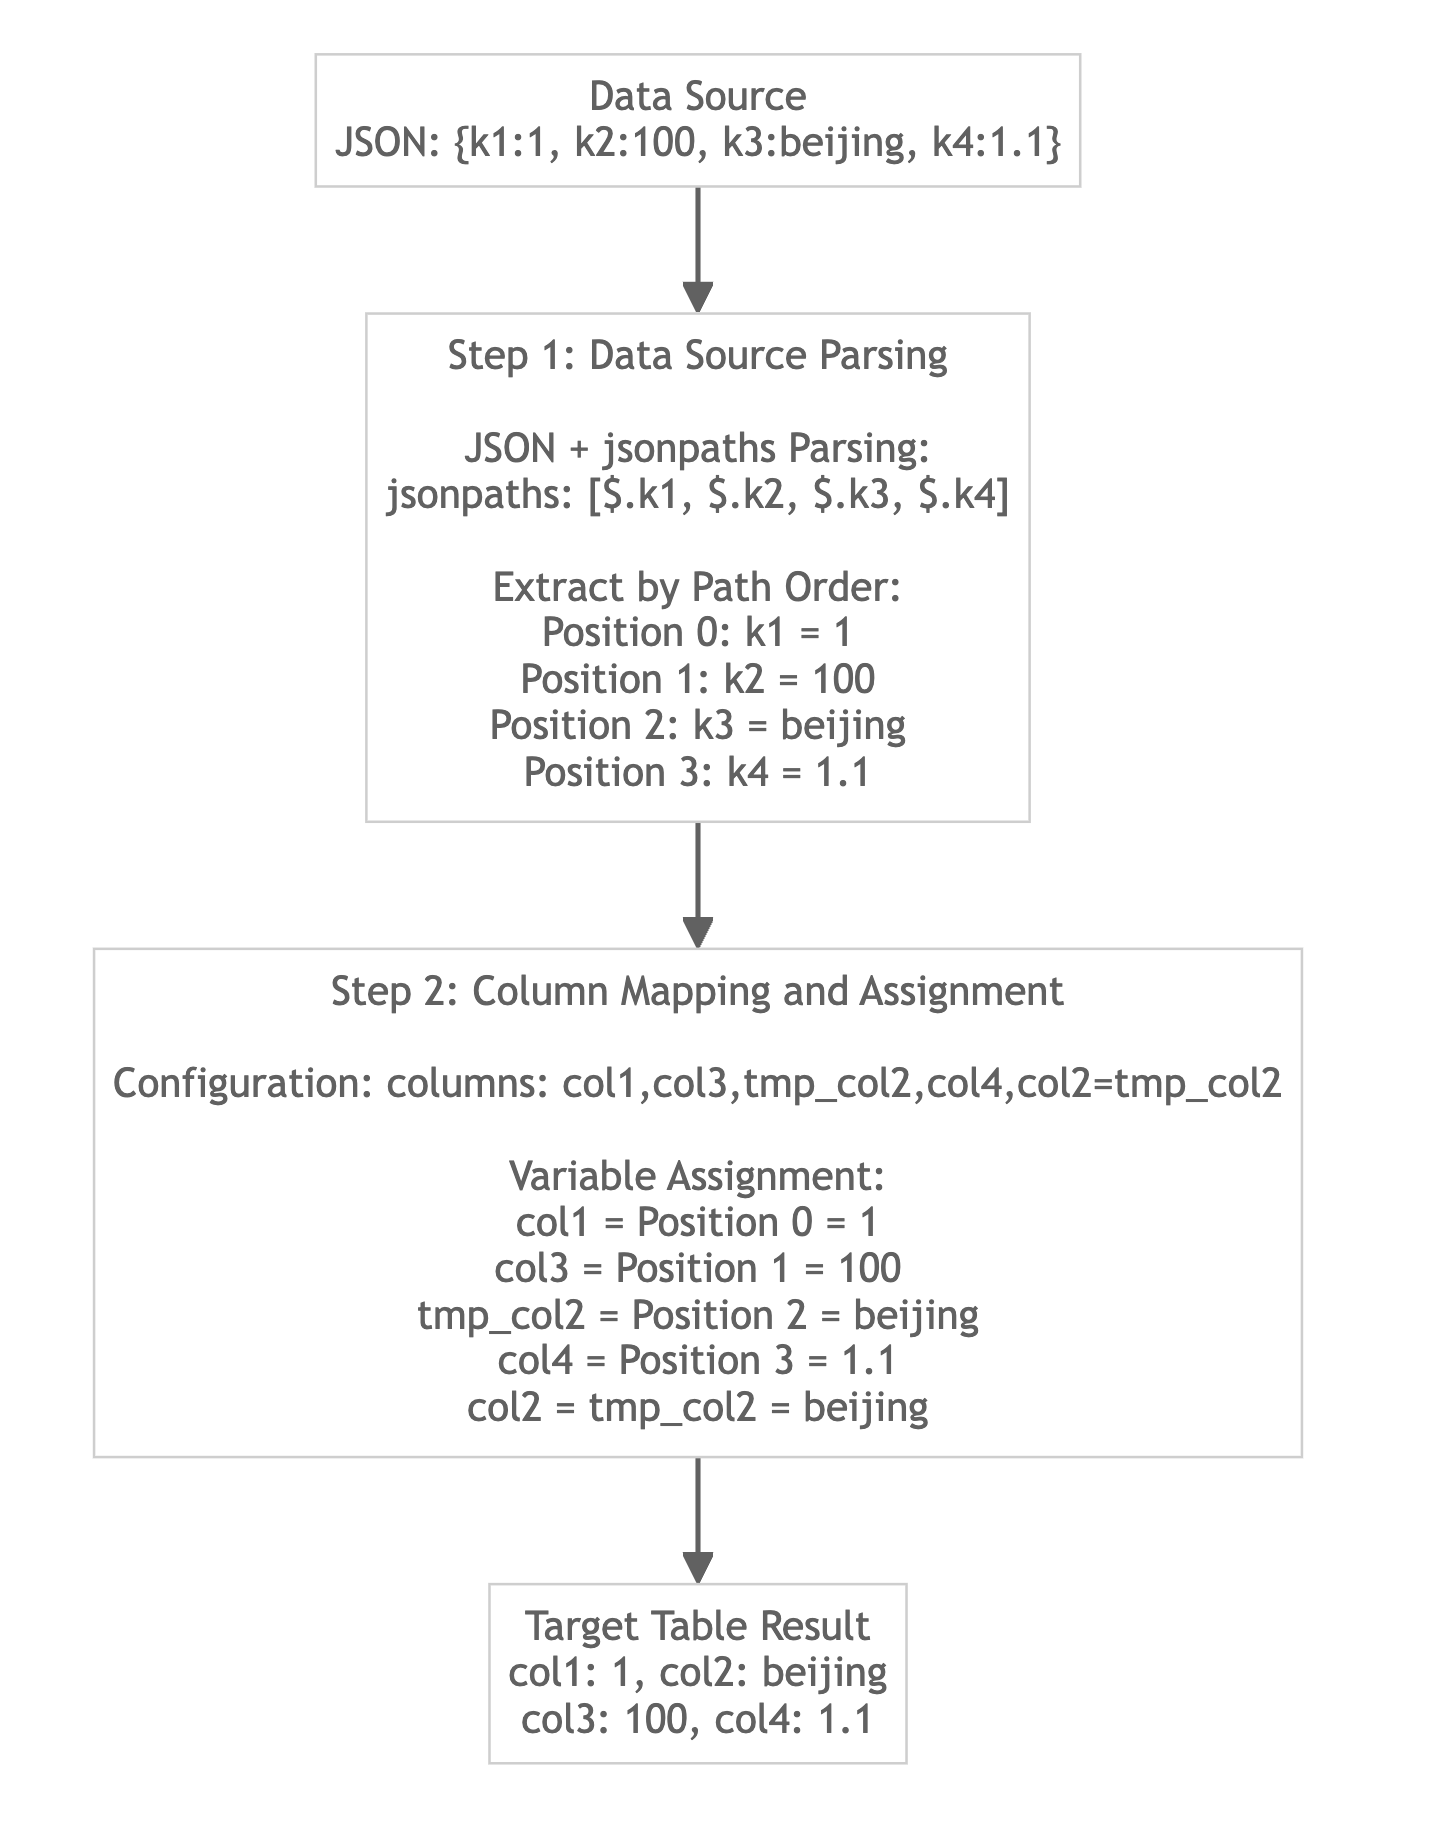 Data Source
JSON: {k1:1, k2:100, k3:beijing, k4:1.1}
Step 1: Data Source Parsing
JSON + jsonpaths Parsing:
jsonpaths: [$.k1, $.k2, $.k3, $.k4]
Extract by Path Order:
Position 0: k1 = 1
Position 1: k2 = 100
Position 2: k3 = beijing
Position 3: k4 = 1.1
Step 2: Column Mapping and Assignment
Configuration: columns: col1,col3,tmp_col2,col4,col2=tmp_col2
Variable Assignment:
col1 = Position 0 = 1
col3 = Position 1 = 100
tmp_col2 = Position 2 = beijing
col4 = Position 3 = 1.1
col2 = tmp_col2 = beijing
Target Table Result
col1: 1, col2: beijing
col3: 100, col4: 1.1